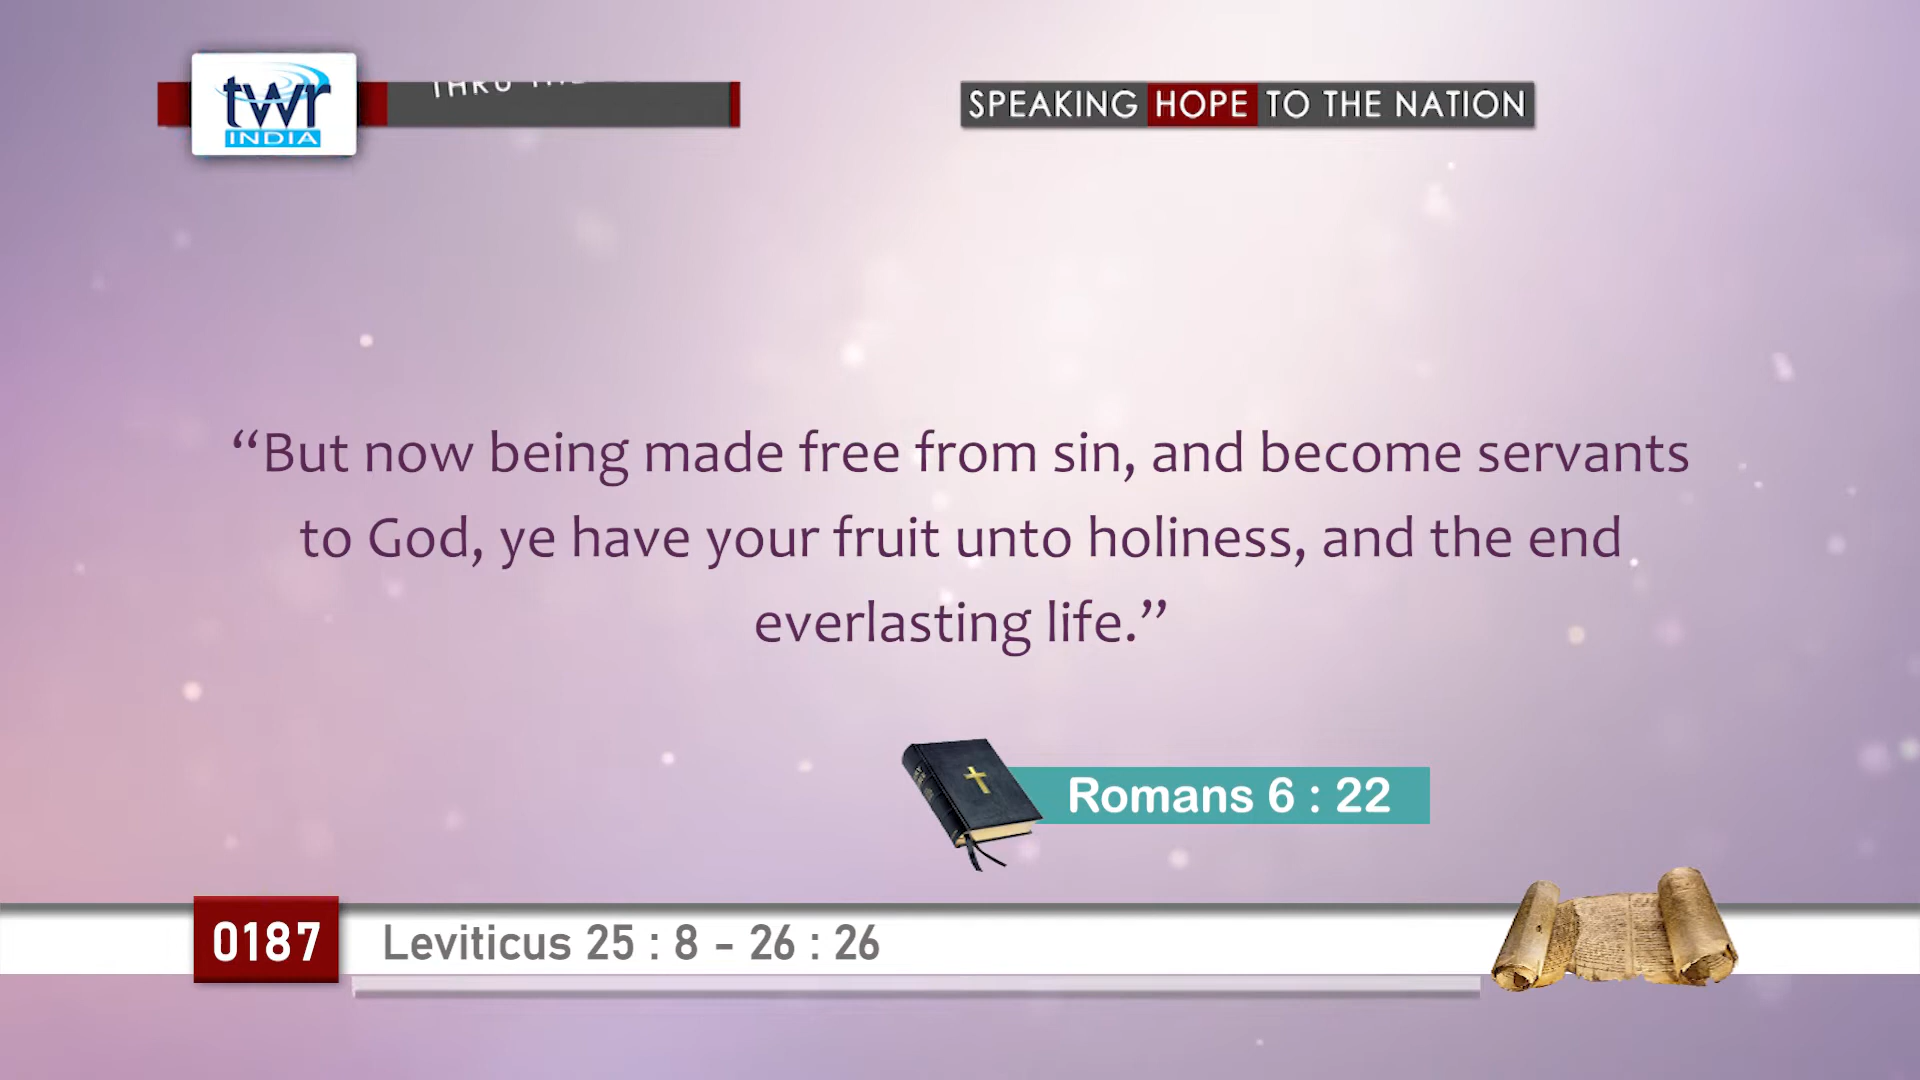 twr
INDIA
THRU
SPEAKING HOPE TO THE NATION
“But now being made free from sin, and become servants
to God, ye have your fruit unto holiness, and the end
everlasting life.”
Romans 6 : 22
0187
Leviticus 25 : 8 - 26 : 26